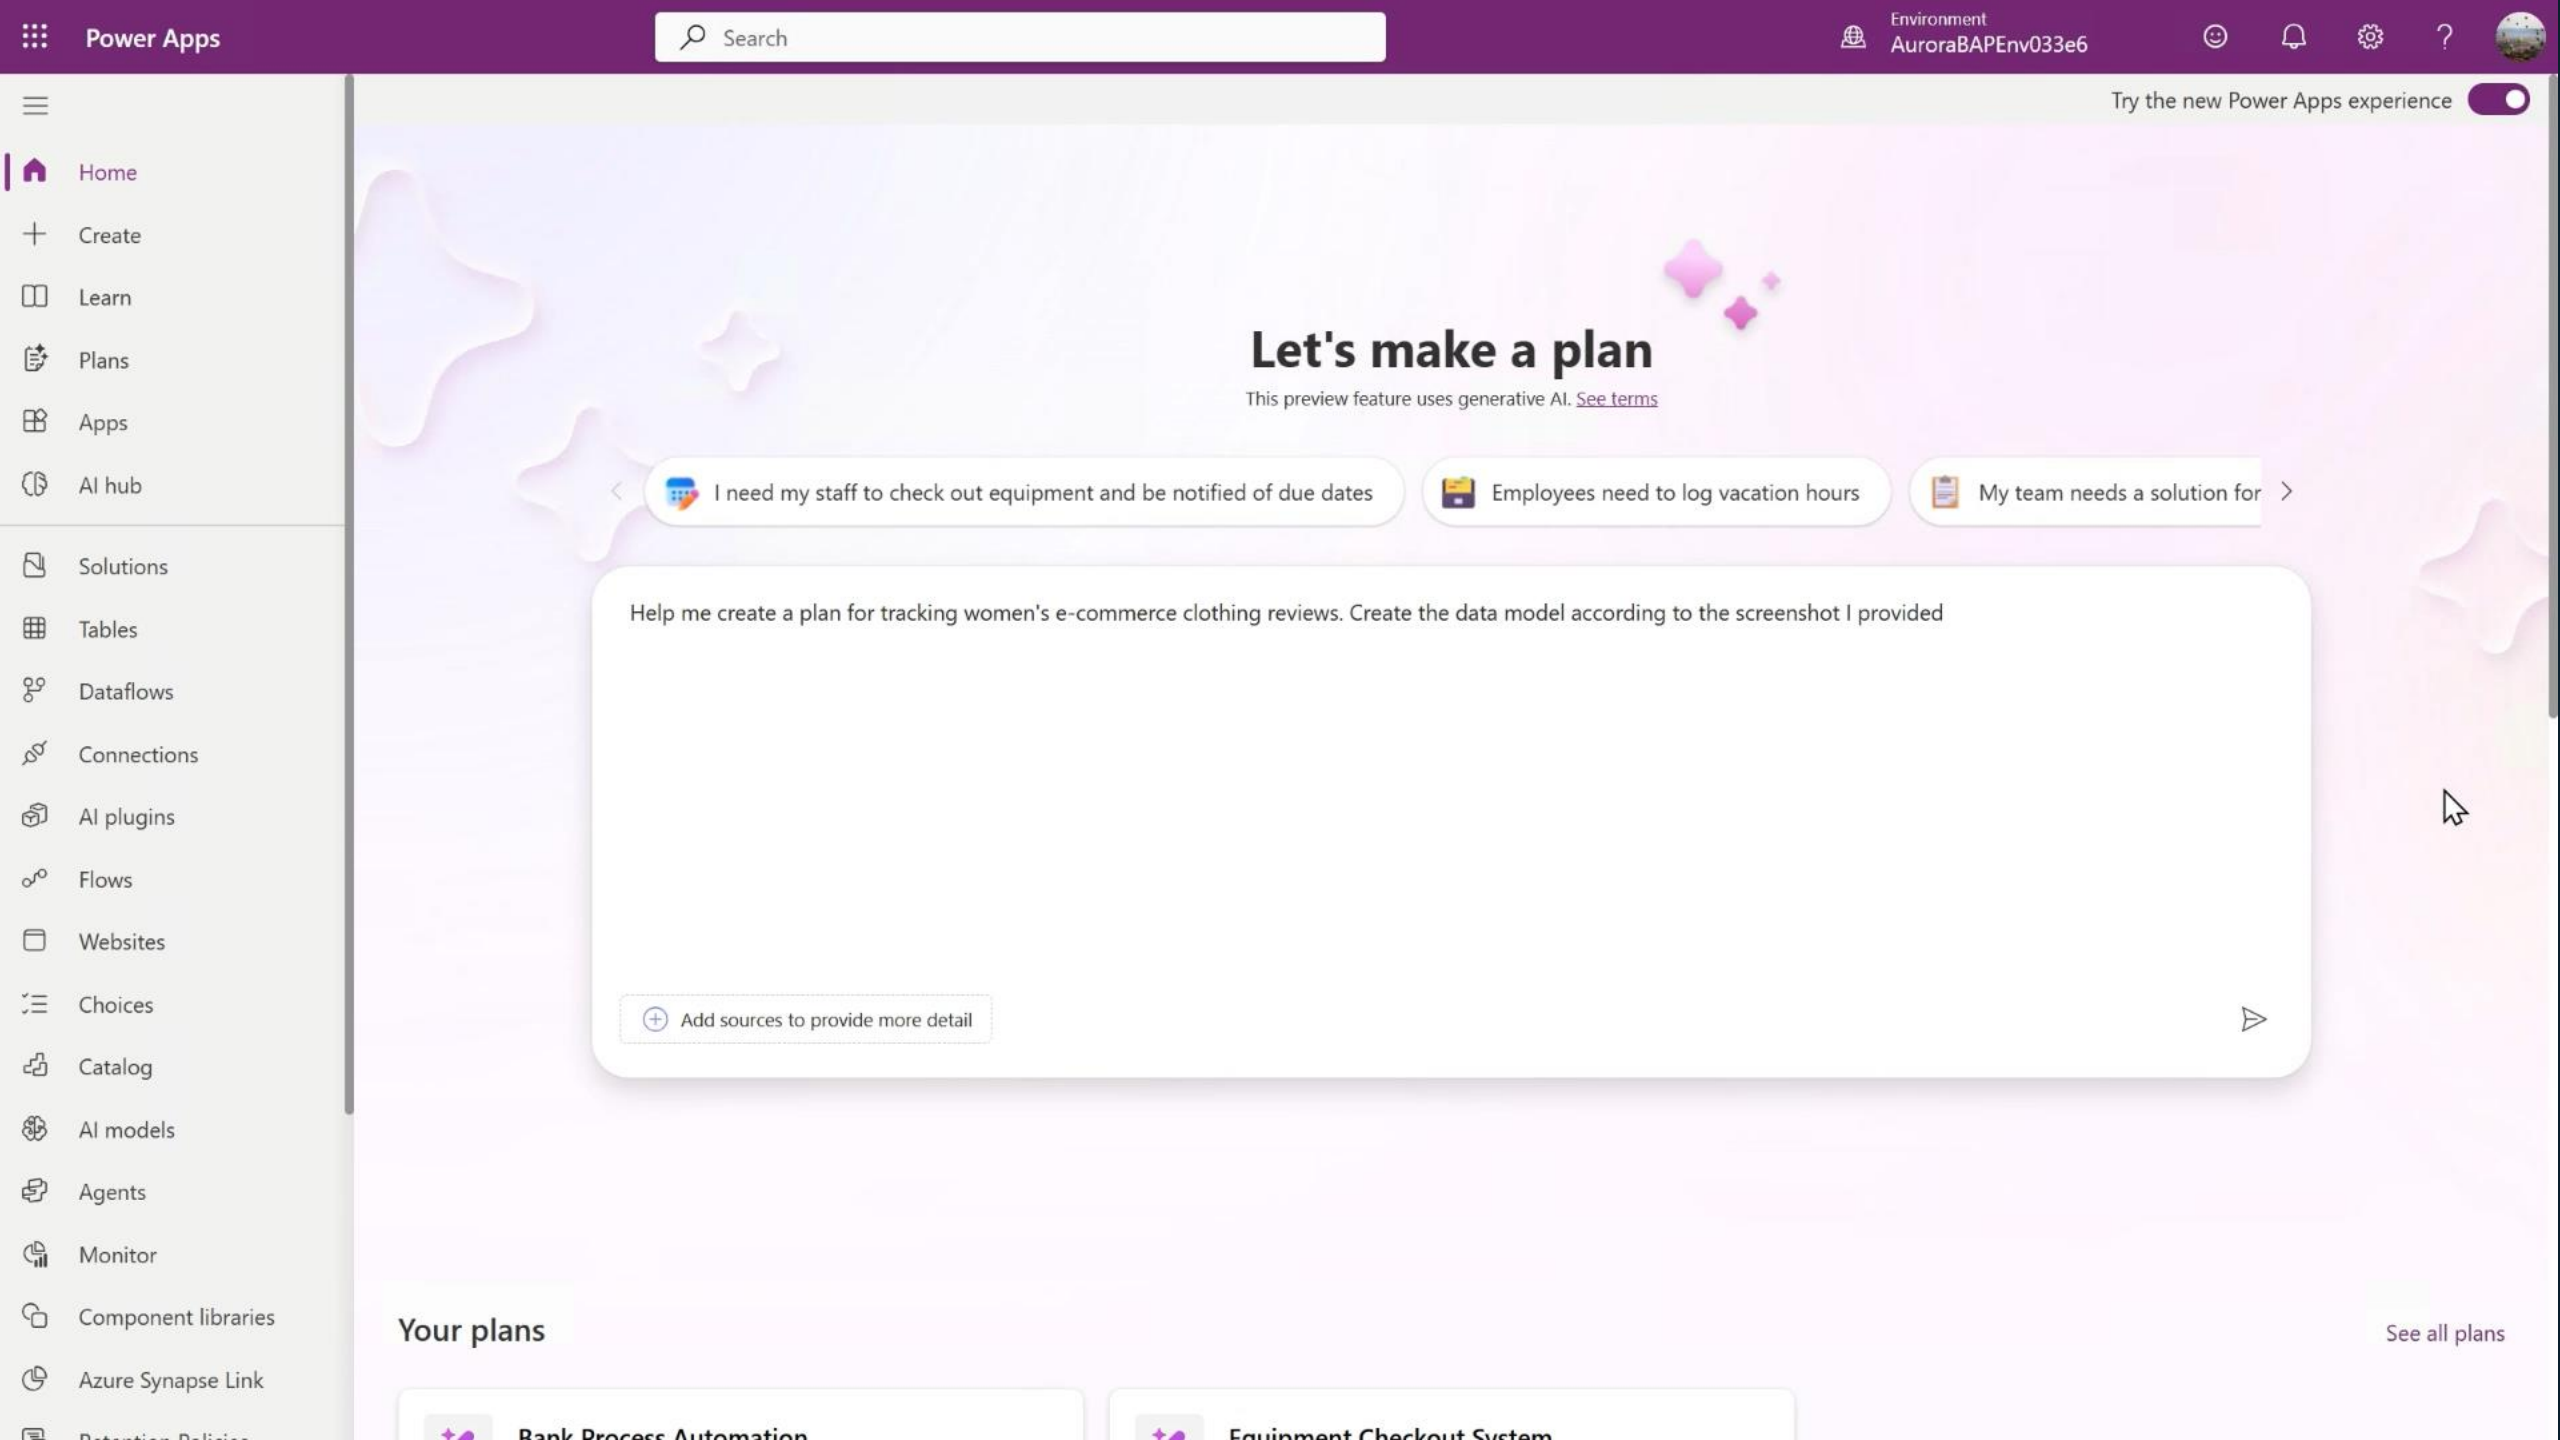 Power Apps
Search
Environment
AuroraBAPEnv033e6
Try the new Power Apps experience
Home
Create
Learn
Plans
Apps
AI hub
Solutions
Tables
Dataflows
Connections
AI plugins
Flows
Websites
Choices
Catalog
AI models
Agents
Monitor
Component libraries
Azure Synapse Link
Let's make a plan
This preview feature uses generative AI. See terms
I need my staff to check out equipment and be notified of due dates
Employees need to log vacation hours
My team needs a solution for
Help me create a plan for tracking women's e-commerce clothing reviews. Create the data model according to the screenshot I provided
Add sources to provide more detail
Your plans
See all plans
Bank Process Automation
Equipment Checkout System